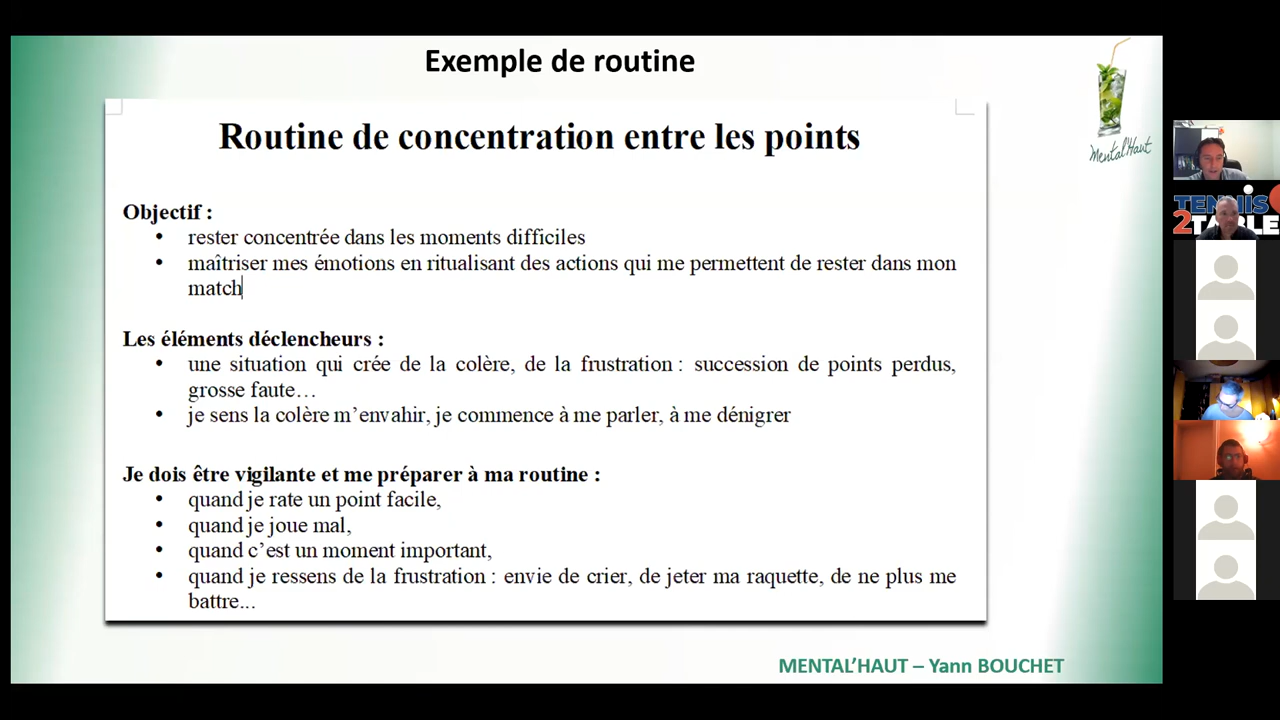 Exemple de routine
Mental'Haut
Routine de concentration entre les points
Objectif :
• rester concentrée dans les moments difficiles
• maîtriser mes émotions en ritualisant des actions qui me permettent de rester dans mon
match
Les éléments déclencheurs :
• une situation qui crée de la colère, de la frustration : succession de points perdus,
grosse faute…
• je sens la colère m’envahir, je commence à me parler, à me dénigrer
Je dois être vigilante et me préparer à ma routine :
• quand je rate un point facile,
• quand je joue mal,
• quand c’est un moment important,
• quand je ressens de la frustration : envie de crier, de jeter ma raquette, de ne plus me
battre...
MENTAL’HAUT – Yann BOUCHET
TENNIS
2TABLE